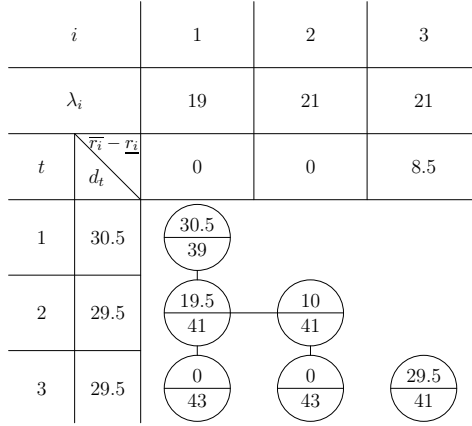 i 1 2 3
λ_i 19 21 21
t \overline{r_i} − \underline{r_i} d_t 0 0 8.5
1 30.5 30.5/39
2 29.5 19.5/41 10/41
3 29.5 0/43 0/43 29.5/41